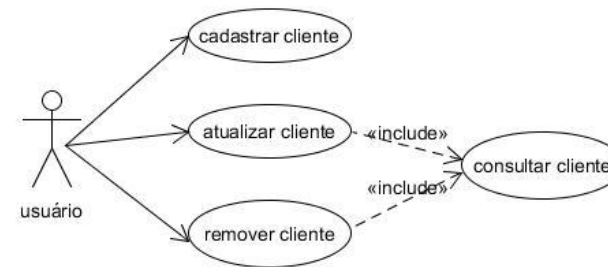 cadastrar cliente
atualizar cliente
«include»
consultar cliente
«include»
usuário
remover cliente